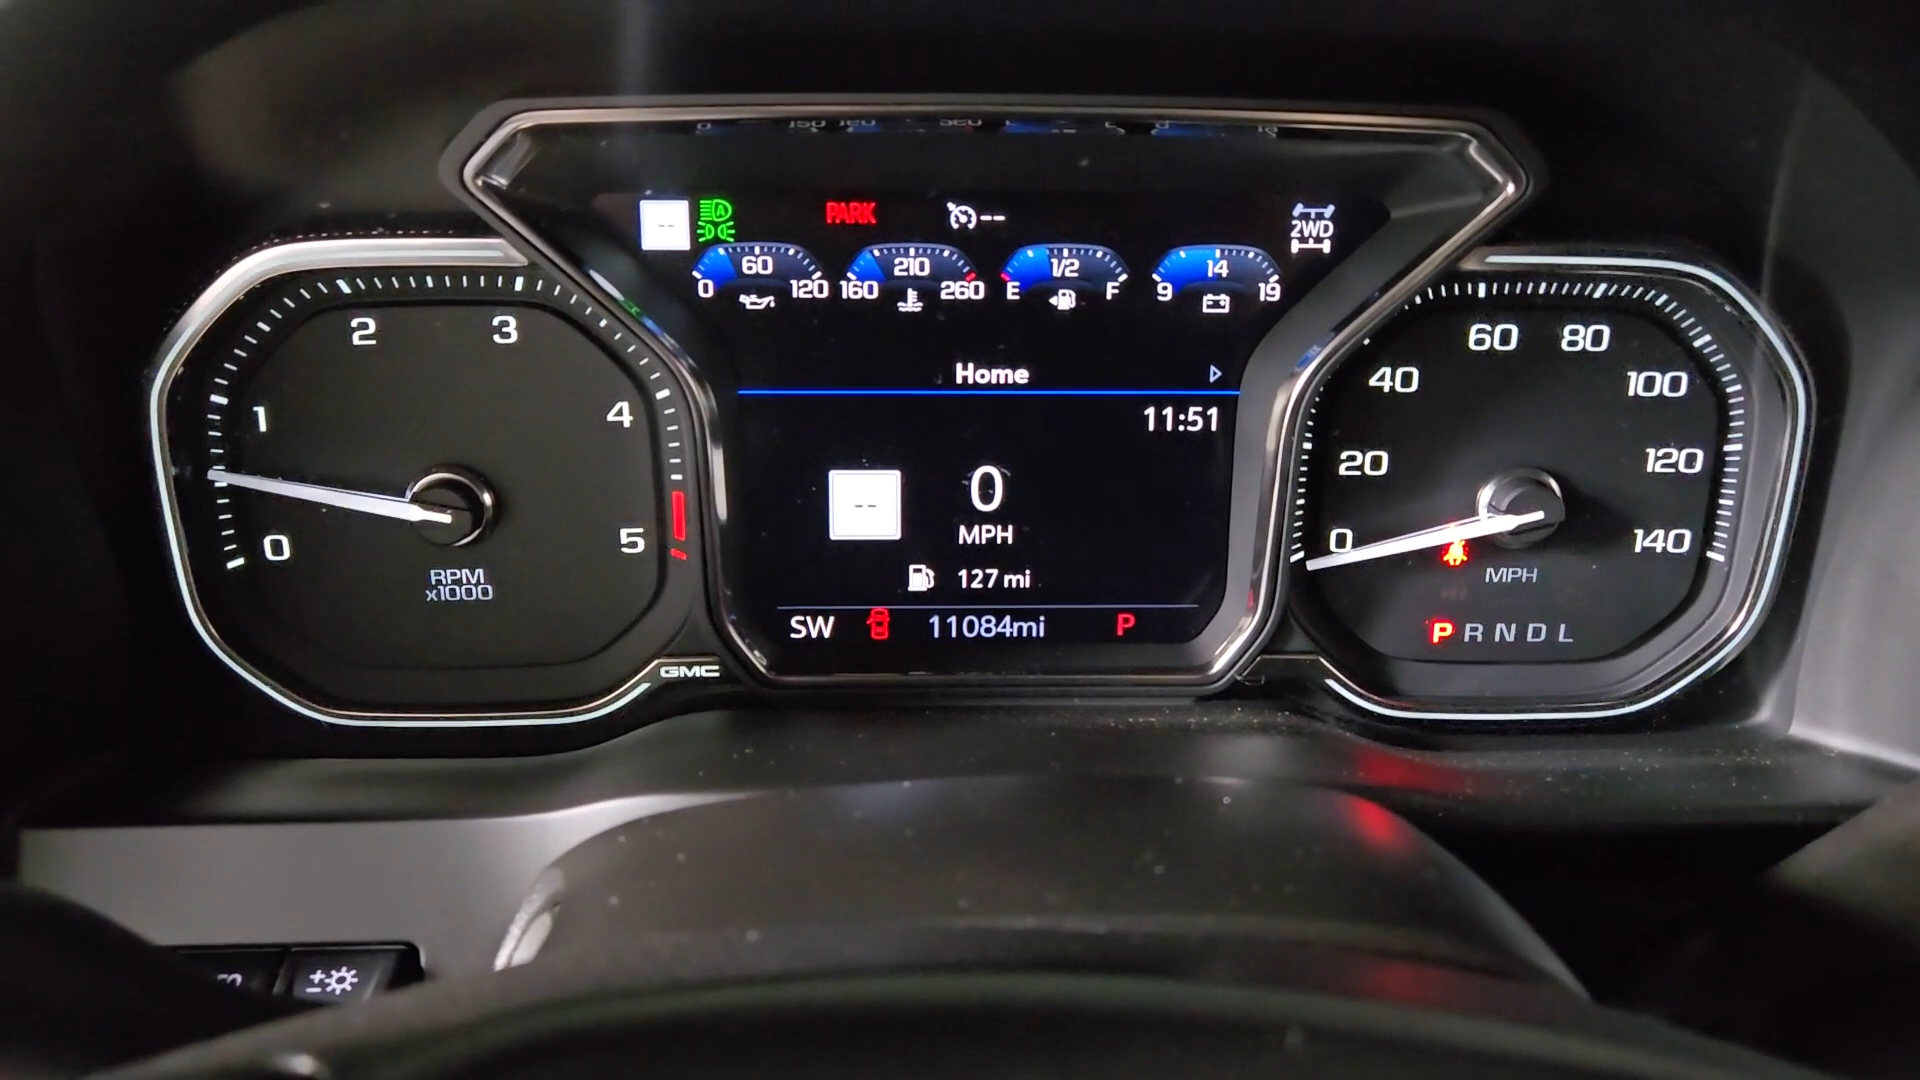 -- A PARK -- 2WD
60 210 1/2 14
0 120 160 260 E F 9 19
Home
11:51
--
0
MPH
127 mi
SW 11084mi P
0 1 2 3 4 5
RPM
x1000
GMC
0 20 40 60 80 100 120 140
MPH
P R N D L